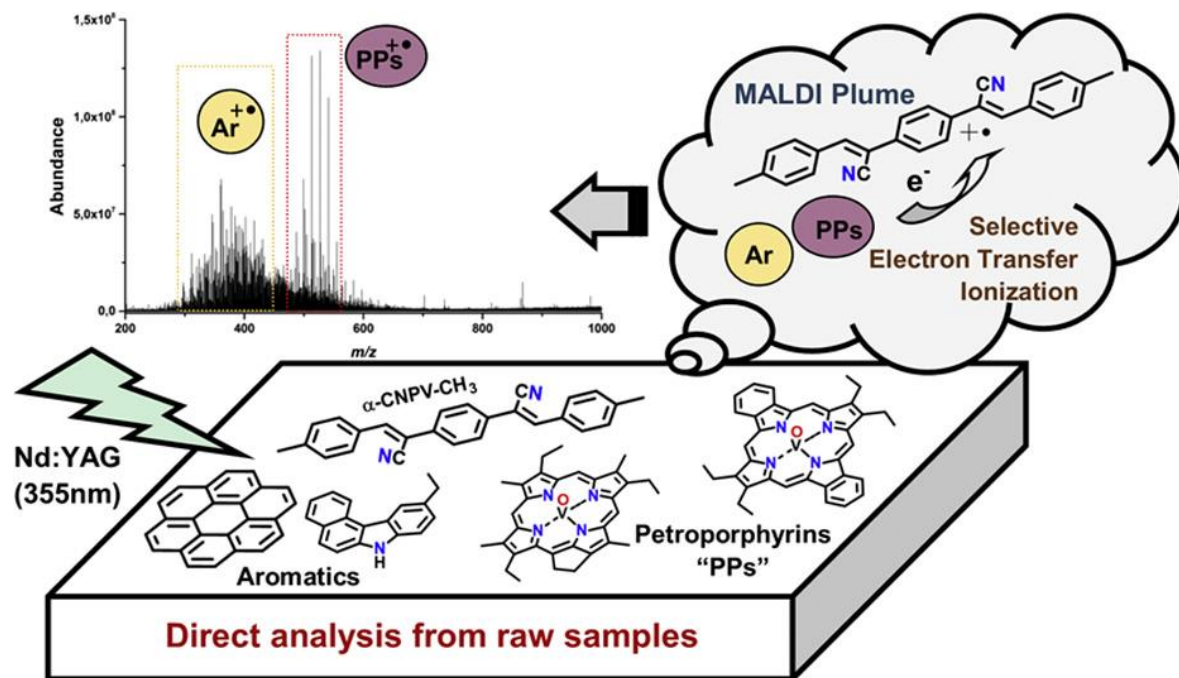 1,5x10⁸
1,0x10⁸
5,0x10⁷
0,0
Abundance
200
400
600
800
1000
m/z
Ar+•
PPs+•
MALDI Plume
CN
NC
+•
e-
Ar
PPs
Selective
Electron Transfer
Ionization
Nd:YAG
(355nm)
α-CNPV-CH₃
CN
NC
N
H
Aromatics
O
V
N
N
N
N
O
V
N
N
N
N
Petroporphyrins
“PPs”
Direct analysis from raw samples